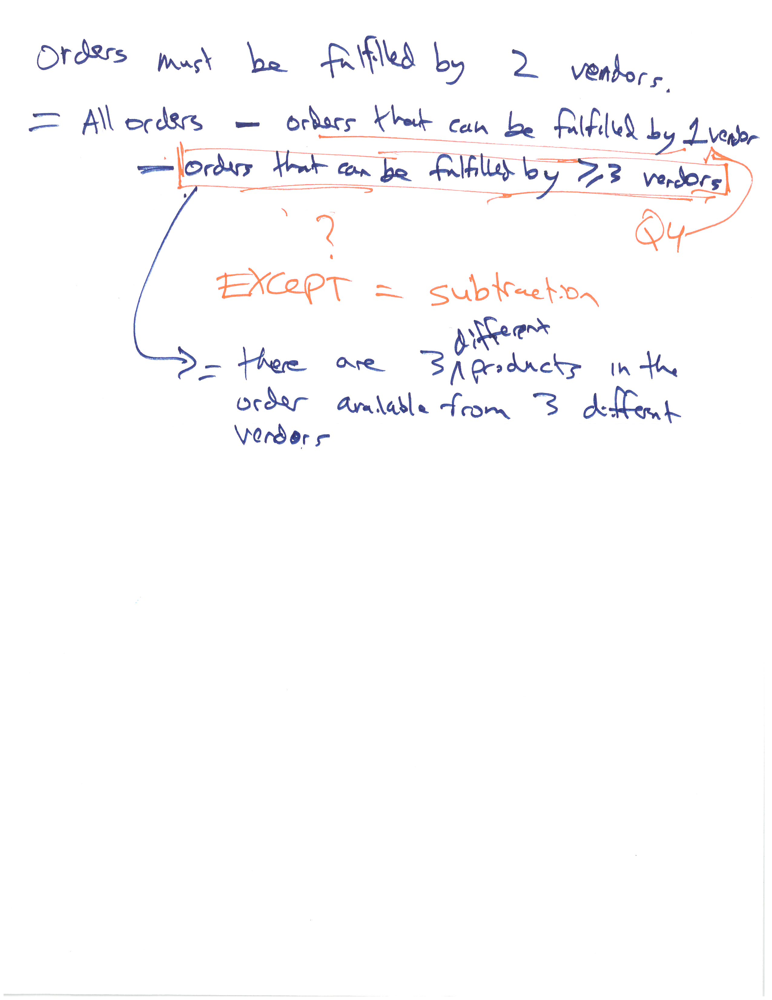 Orders must be fulfilled by 2 vendors.
= All orders – orders that can be fulfilled by 1 vendor
– orders that can be fulfilled by ≥3 vendors
?
Q4
EXCEPT = subtraction
different
= there are 3 ∧ products in the
order available from 3 different
vendors